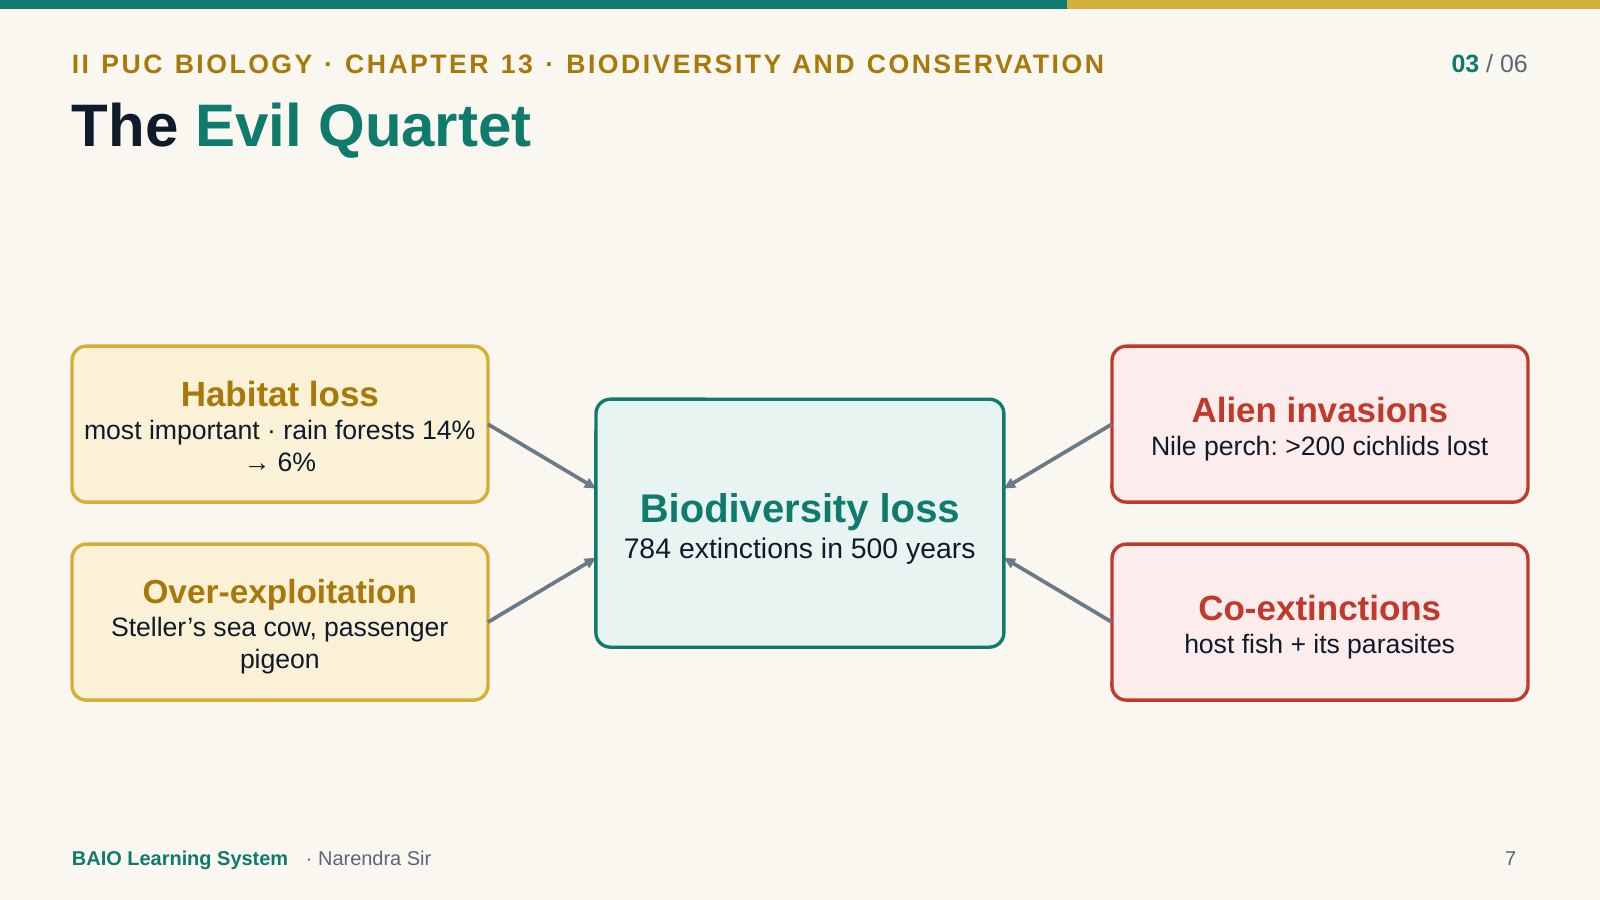 II PUC BIOLOGY · CHAPTER 13 · BIODIVERSITY AND CONSERVATION
03 / 06
The Evil Quartet
Habitat loss
most important · rain forests 14%
→ 6%
Over-exploitation
Steller’s sea cow, passenger
pigeon
Biodiversity loss
784 extinctions in 500 years
Alien invasions
Nile perch: >200 cichlids lost
Co-extinctions
host fish + its parasites
BAIO Learning System · Narendra Sir
7